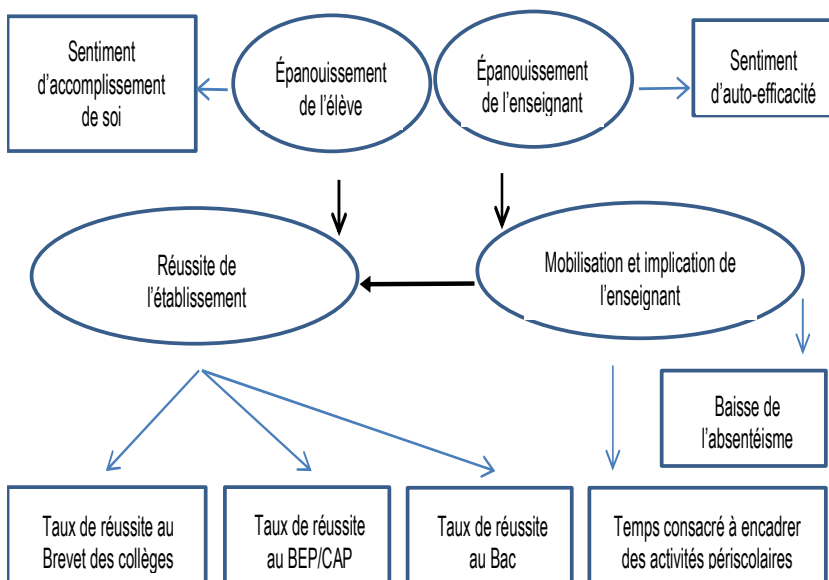 Sentiment
d'accomplissement
de soi
Épanouissement
de l'élève
Épanouissement
de l'enseignant
Sentiment
d'auto-efficacité
Réussite de
l'établissement
Mobilisation et implication de
l'enseignant
Baisse de
l'absentéisme
Taux de réussite au
Brevet des collèges
Taux de réussite
au BEP/CAP
Taux de réussite
au Bac
Temps consacré à encadrer
des activités périscolaires